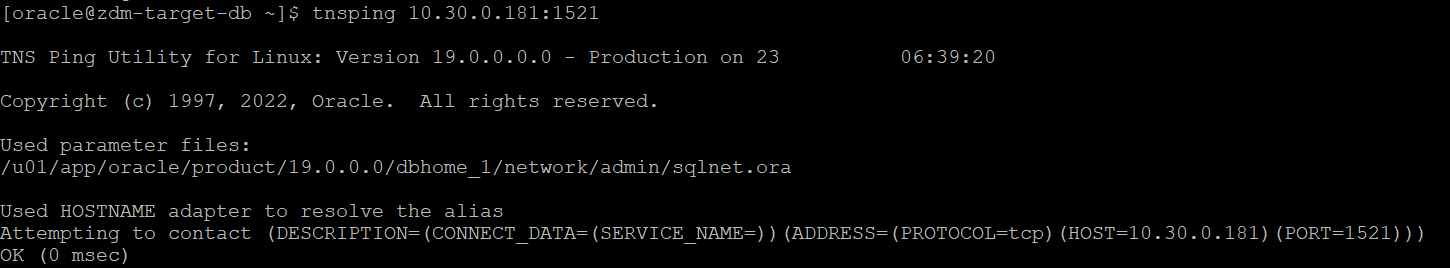 [oracle@zdm-target-db ~]$ tnsping 10.30.0.181:1521
TNS Ping Utility for Linux: Version 19.0.0.0.0 - Production on 23 06:39:20
Copyright (c) 1997, 2022, Oracle. All rights reserved.
Used parameter files:
/u01/app/oracle/product/19.0.0.0/dbhome_1/network/admin/sqlnet.ora
Used HOSTNAME adapter to resolve the alias
Attempting to contact (DESCRIPTION=(CONNECT_DATA=(SERVICE_NAME=))(ADDRESS=(PROTOCOL=tcp)(HOST=10.30.0.181)(PORT=1521)))
OK (0 msec)